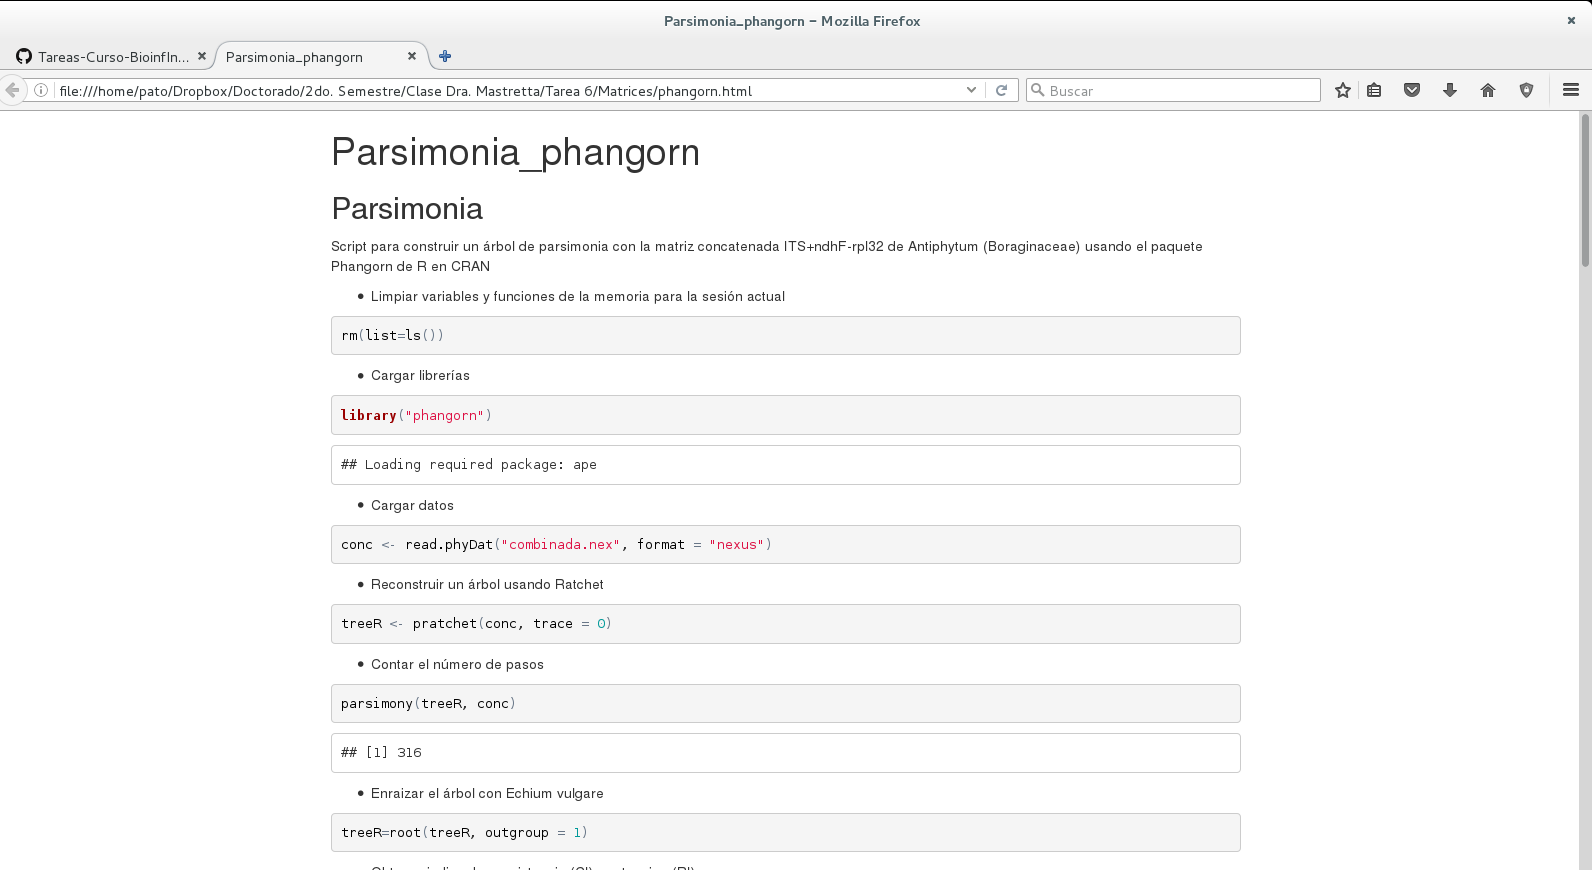 Parsimonia_phangorn – Mozilla Firefox
Tareas-Curso-BioinfIn...
Parsimonia_phangorn
file:///home/pato/Dropbox/Doctorado/2do. Semestre/Clase Dra. Mastretta/Tarea 6/Matrices/phangorn.html
Buscar
Parsimonia_phangorn
Parsimonia
Script para construir un árbol de parsimonia con la matriz concatenada ITS+ndhF-rpl32 de Antiphytum (Boraginaceae) usando el paquete
Phangorn de R en CRAN
• Limpiar variables y funciones de la memoria para la sesión actual
rm(list=ls())
• Cargar librerías
library("phangorn")
## Loading required package: ape
• Cargar datos
conc <- read.phyDat("combinada.nex", format = "nexus")
• Reconstruir un árbol usando Ratchet
treeR <- pratchet(conc, trace = 0)
• Contar el número de pasos
parsimony(treeR, conc)
## [1] 316
• Enraizar el árbol con Echium vulgare
treeR=root(treeR, outgroup = 1)